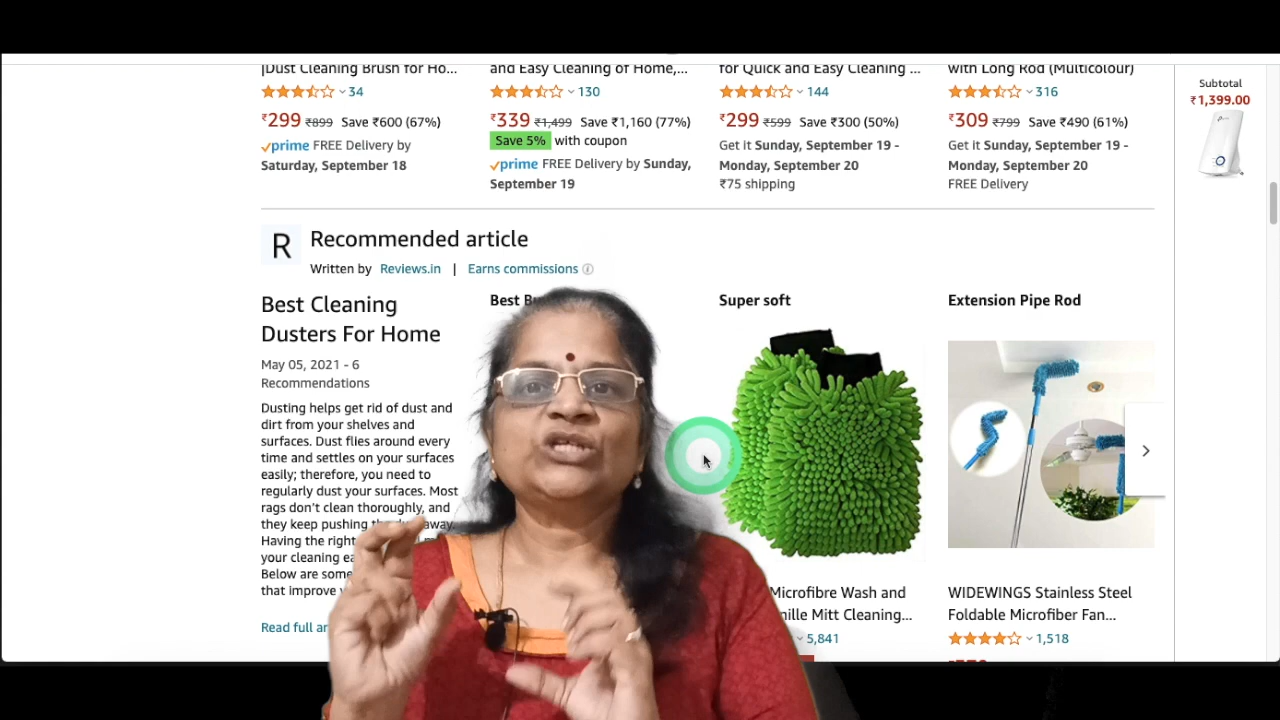 |Dust Cleaning Brush for Ho...
34
₹299 ₹899 Save ₹600 (67%)
prime FREE Delivery by
Saturday, September 18
and Easy Cleaning of Home,...
130
₹339 ₹1,499 Save ₹1,160 (77%)
Save 5% with coupon
prime FREE Delivery by Sunday,
September 19
for Quick and Easy Cleaning ...
144
₹299 ₹599 Save ₹300 (50%)
Get it Sunday, September 19 -
Monday, September 20
₹75 shipping
with Long Rod (Multicolour)
316
₹309 ₹799 Save ₹490 (61%)
Get it Sunday, September 19 -
Monday, September 20
FREE Delivery
Subtotal
₹1,399.00
R
Recommended article
Written by Reviews.in | Earns commissions
Best Cleaning
Dusters For Home
May 05, 2021 - 6
Recommendations
Dusting helps get rid of dust and
dirt from your shelves and
surfaces. Dust flies around every
time and settles on your surfaces
easily; therefore, you need to
regularly dust your surfaces. Most
rags don't clean thoroughly, and
they keep pushing away.
Having the right
your cleaning
Below are some
that improve
Read full
Best
Super soft
Microfibre Wash and
Mitt Cleaning...
5,841
Extension Pipe Rod
WIDEWINGS Stainless Steel
Foldable Microfiber Fan...
1,518